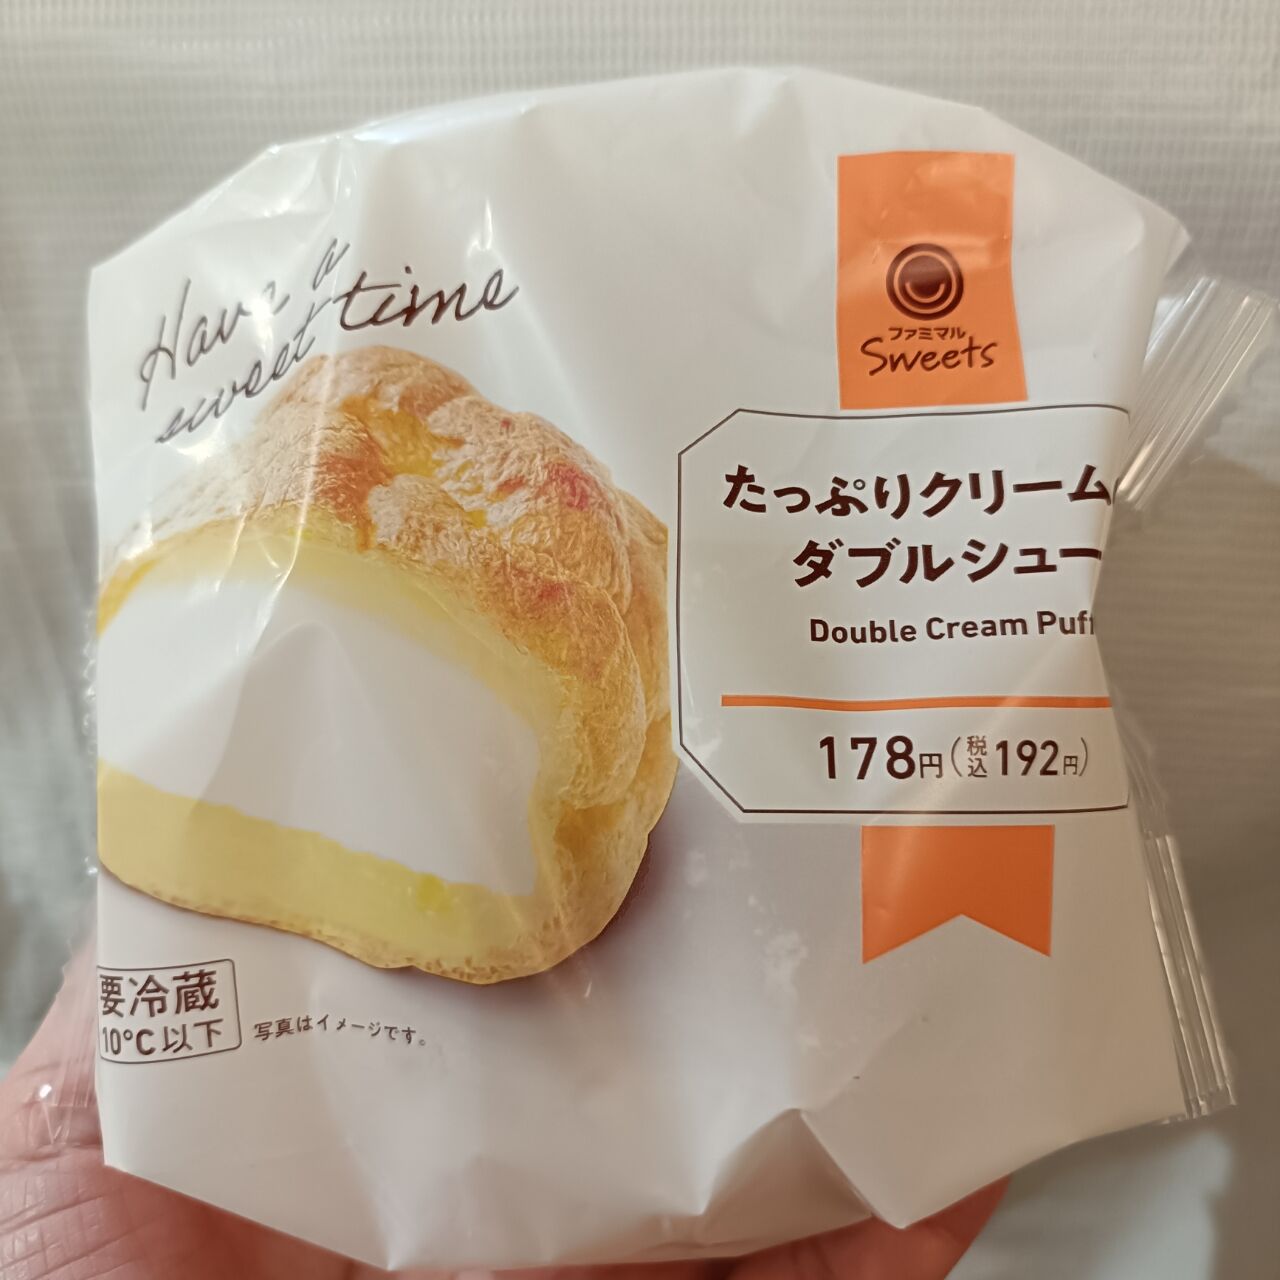 Have a
sweet time
ファミマル
Sweets
たっぷりクリーム
ダブルシュー
Double Cream Puff
178円(税込192円)
要冷蔵
10°C以下
写真はイメージです。